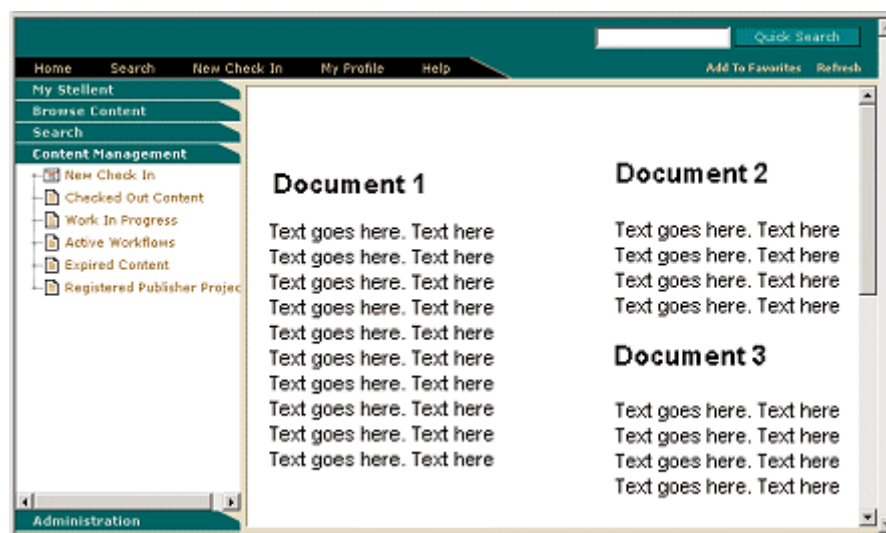 Quick Search
Home Search New Check In My Profile Help Add To Favorites Refresh
My Stellent
Browse Content
Search
Content Management
New Check In
Checked Out Content
Work In Progress
Active Workflows
Expired Content
Registered Publisher Projec
Administration
Document 1
Text goes here. Text here
Text goes here. Text here
Text goes here. Text here
Text goes here. Text here
Text goes here. Text here
Text goes here. Text here
Text goes here. Text here
Text goes here. Text here
Text goes here. Text here
Text goes here. Text here
Document 2
Text goes here. Text here
Text goes here. Text here
Text goes here. Text here
Text goes here. Text here
Document 3
Text goes here. Text here
Text goes here. Text here
Text goes here. Text here
Text goes here. Text here